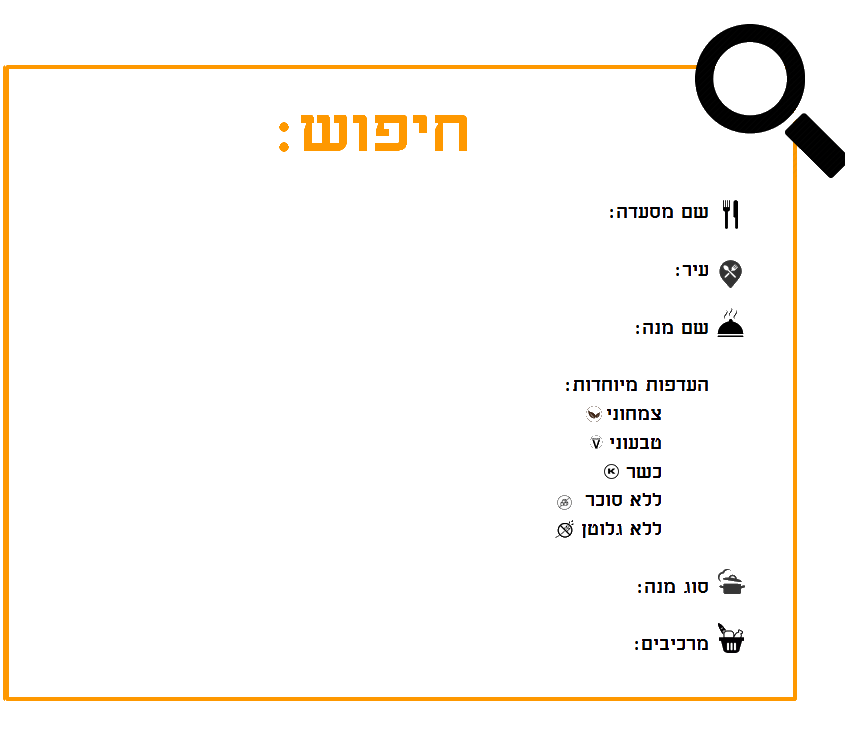 חיפוש:
שם מסעדה:
עיר:
שם מנה:
העדפות מיוחדות:
צמחוני
טבעוני V
כשר K
ללא סוכר
ללא גלוטן
סוג מנה:
מרכיבים: